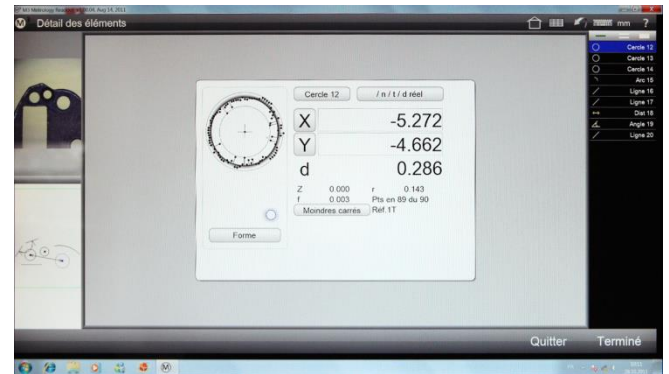 Détail des éléments
mm ?
Cercle 12
Cercle 13
Cercle 14
Arc 15
Ligne 16
Ligne 17
Dist 18
Angle 19
Ligne 20
Cercle 12
/ n / t / d réel
X -5.272
Y -4.662
d 0.286
Z 0.000 r 0.143
f 0.003 Pts en 89 du 90
Moindres carrés Réf.1T
Forme
Quitter Terminé